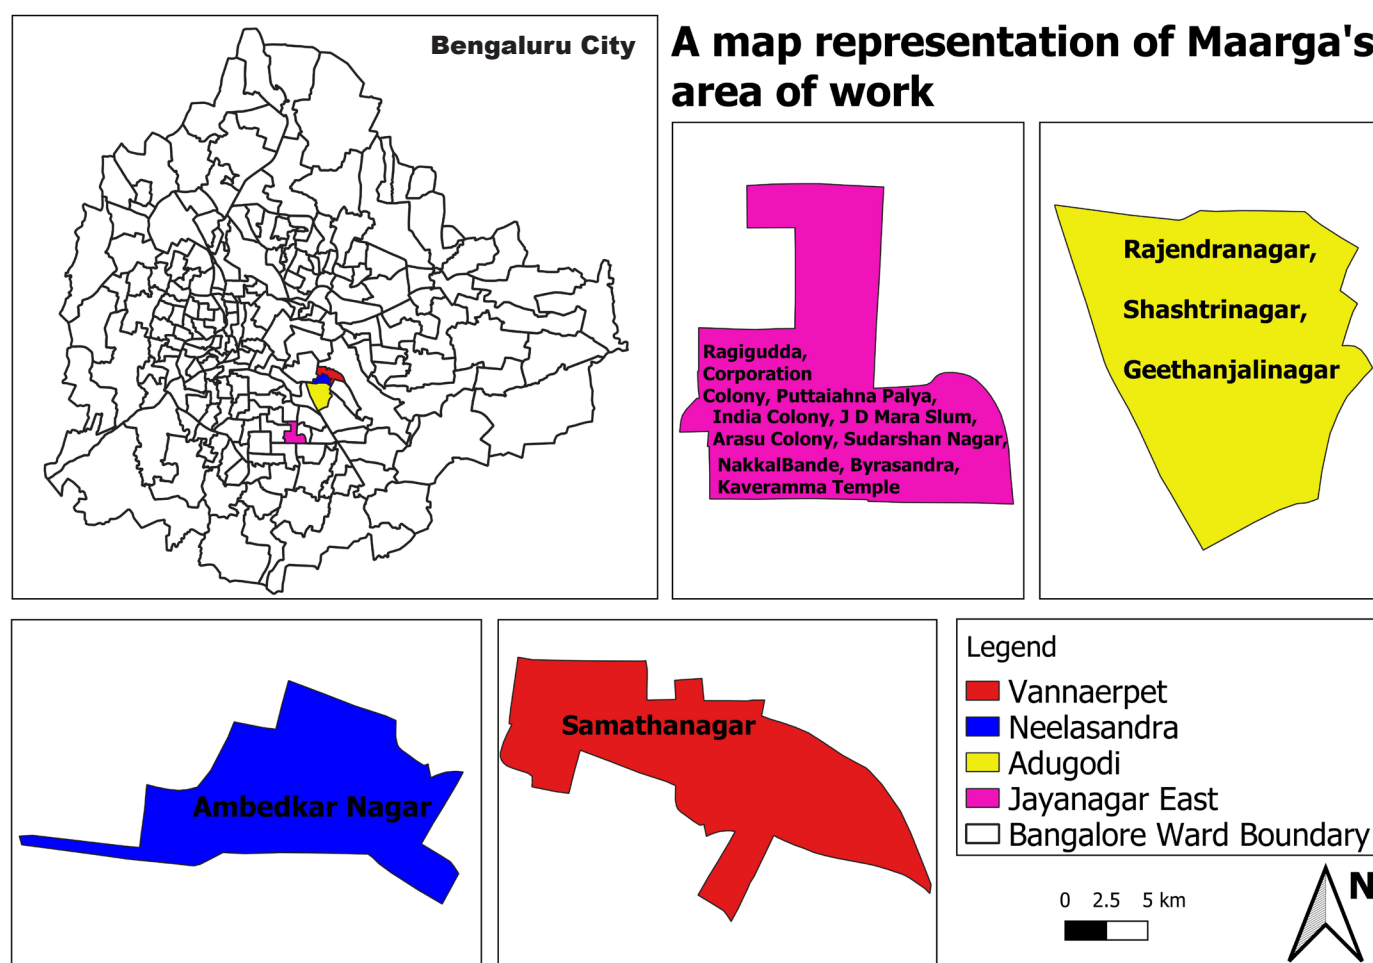 Bengaluru City
A map representation of Maarga's
area of work
Ragigudda,
Corporation
Colony, Puttaiahna Palya,
India Colony, J D Mara Slum,
Arasu Colony, Sudarshan Nagar,
NakkalBande, Byrasandra,
Kaveramma Temple
Rajendranagar,
Shashtrinagar,
Geethanjalinagar
Ambedkar Nagar
Samathanagar
Legend
Vannaerpet
Neelasandra
Adugodi
Jayanagar East
Bangalore Ward Boundary
0 2.5 5 km
N